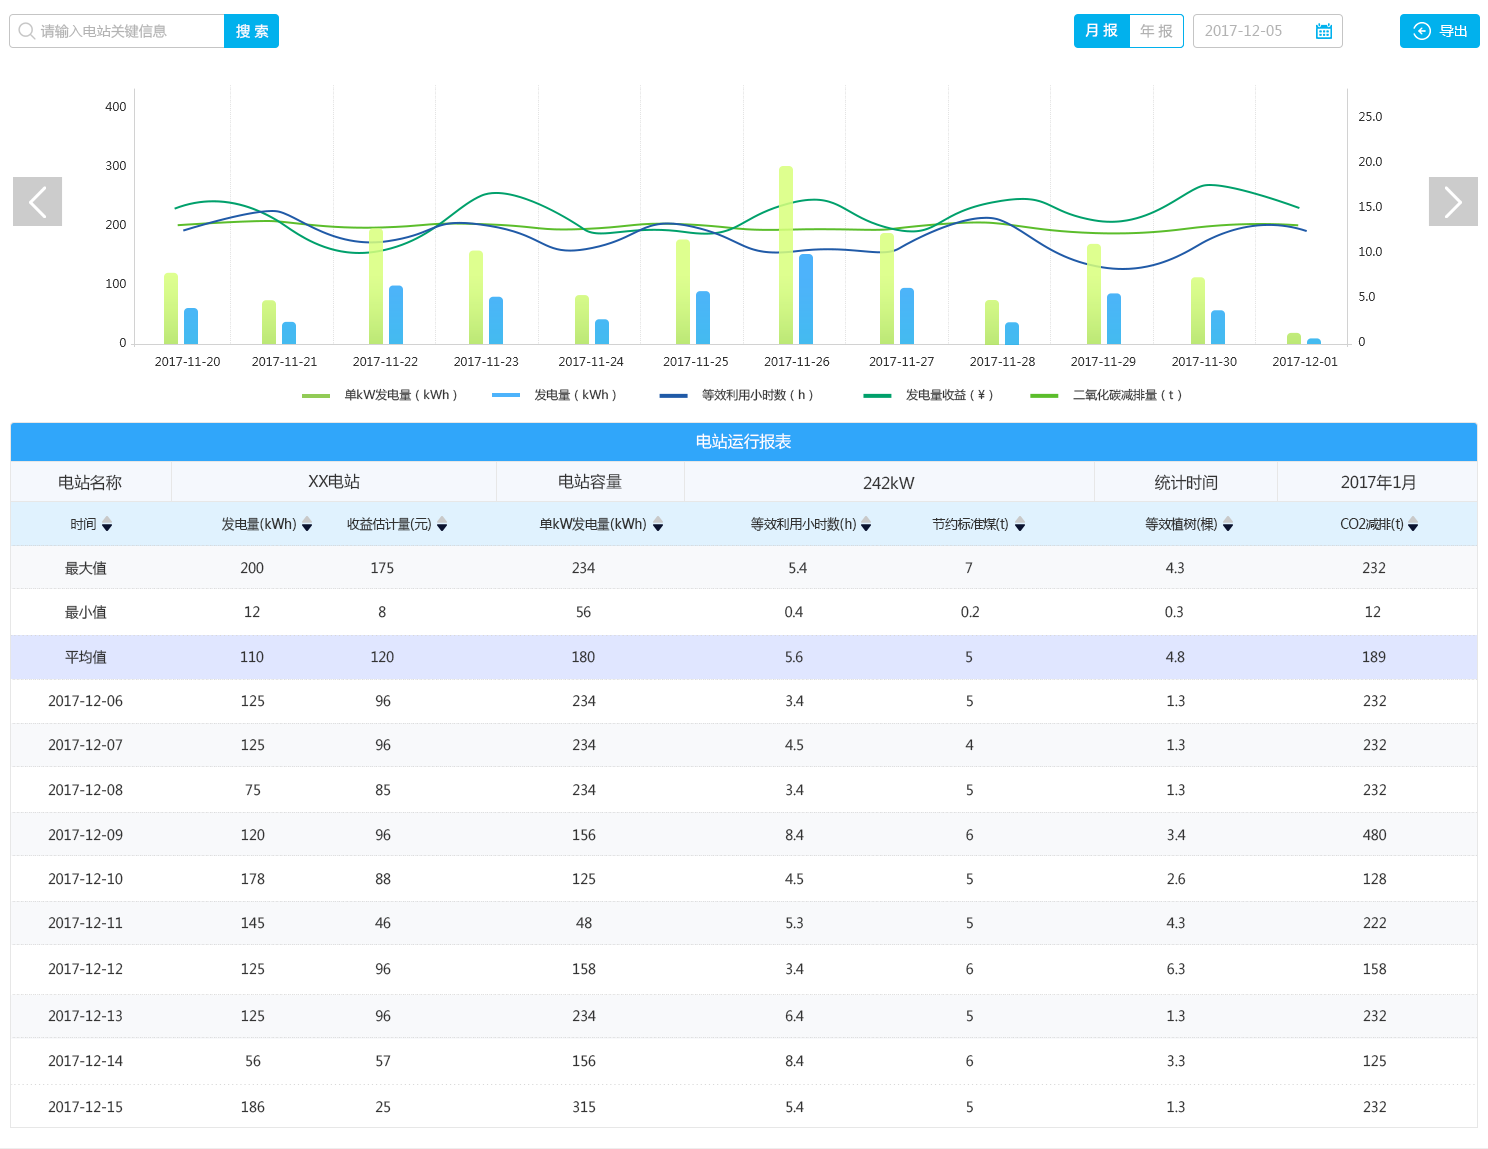 请输入电站关键信息 搜 索 月 报 年 报 2017-12-05 导出
400
300
200
100
0
25.0
20.0
15.0
10.0
5.0
0
2017-11-20 2017-11-21 2017-11-22 2017-11-23 2017-11-24 2017-11-25 2017-11-26 2017-11-27 2017-11-28 2017-11-29 2017-11-30 2017-12-01
单kW发电量（kWh） 发电量（kWh） 等效利用小时数（h） 发电量收益（¥） 二氧化碳减排量（t）
电站运行报表
电站名称 XX电站 电站容量 242kW 统计时间 2017年1月
时间 发电量(kWh) 收益估计量(元) 单kW发电量(kWh) 等效利用小时数(h) 节约标准煤(t) 等效植树(棵) CO2减排(t)
最大值 200 175 234 5.4 7 4.3 232
最小值 12 8 56 0.4 0.2 0.3 12
平均值 110 120 180 5.6 5 4.8 189
2017-12-06 125 96 234 3.4 5 1.3 232
2017-12-07 125 96 234 4.5 4 1.3 232
2017-12-08 75 85 234 3.4 5 1.3 232
2017-12-09 120 96 156 8.4 6 3.4 480
2017-12-10 178 88 125 4.5 5 2.6 128
2017-12-11 145 46 48 5.3 5 4.3 222
2017-12-12 125 96 158 3.4 6 6.3 158
2017-12-13 125 96 234 6.4 5 1.3 232
2017-12-14 56 57 156 8.4 6 3.3 125
2017-12-15 186 25 315 5.4 5 1.3 232